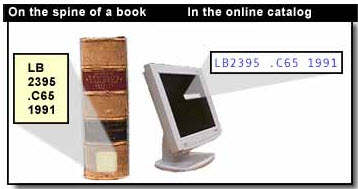 On the spine of a book
In the online catalog
LB
2395
.C65
1991
LB2395 .C65 1991